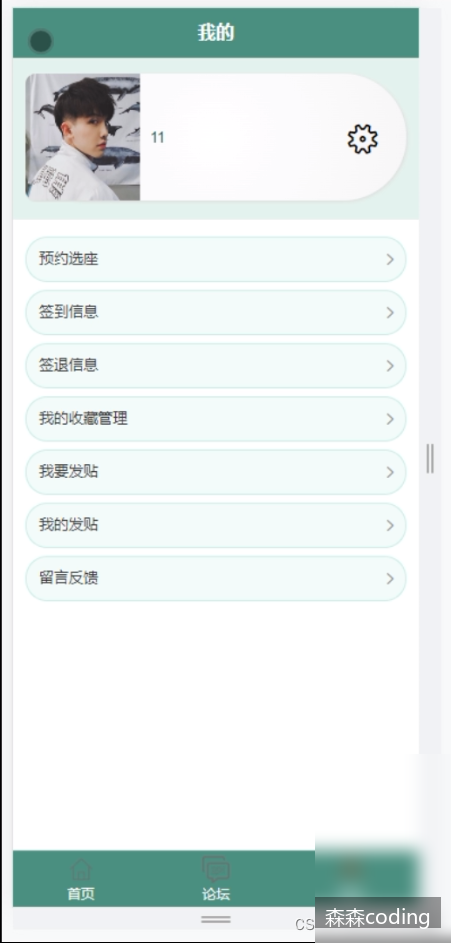 我的
11
预约选座
签到信息
签退信息
我的收藏管理
我要发贴
我的发贴
留言反馈
首页
论坛
CS
森森coding